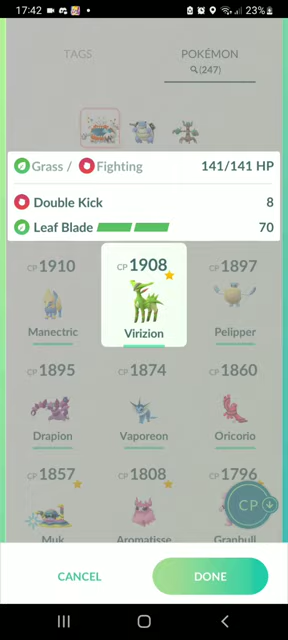 17:42
23%
TAGS
POKÉMON
(247)
Grass / Fighting 141/141 HP
Double Kick 8
Leaf Blade 70
CP 1910 CP 1908 CP 1897
Manectric Virizion Pelipper
CP 1895 CP 1874 CP 1860
Drapion Vaporeon Oricorio
CP 1857 CP 1808 CP 1796
Muk Aromatisse Granbull
CP
CANCEL DONE